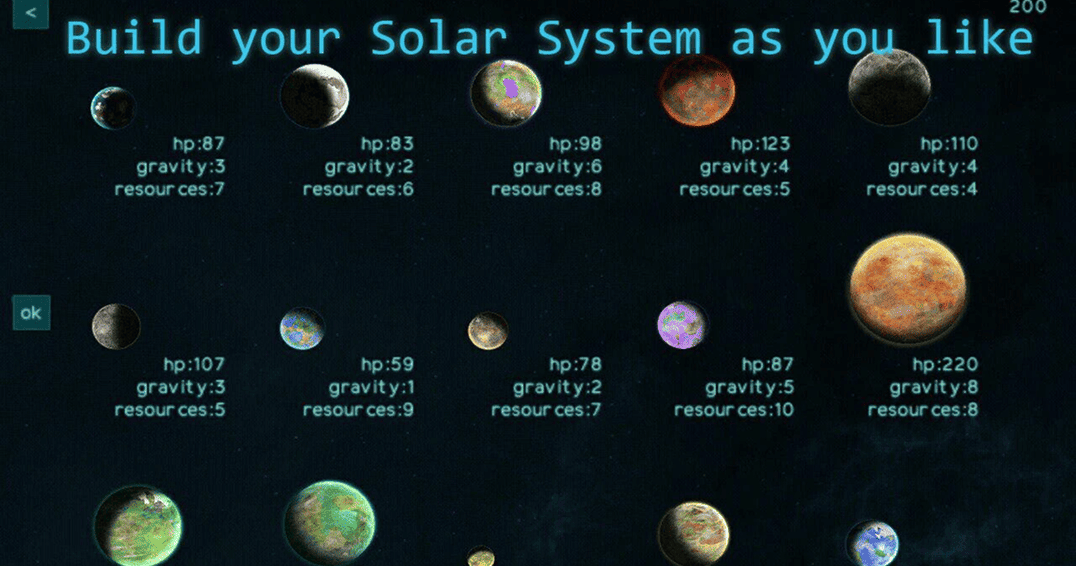 <
200
Build your Solar System as you like
hp:87
gravity:3
resources:7
hp:83
gravity:2
resources:6
hp:98
gravity:6
resources:8
hp:123
gravity:4
resources:5
hp:110
gravity:4
resources:4
ok
hp:107
gravity:3
resources:5
hp:59
gravity:1
resources:9
hp:78
gravity:2
resources:7
hp:87
gravity:5
resources:10
hp:220
gravity:8
resources:8